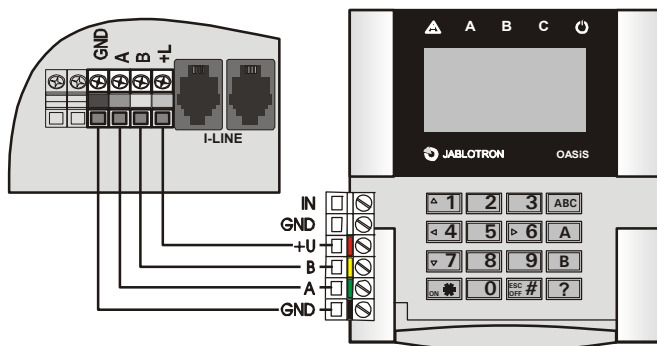 GND A B +L
I-LINE
A B C
JABLOTRON OASiS
IN
GND
+U
B
A
GND
1 2 3 ABC
4 5 6 A
7 8 9 B
ON * 0 ESC OFF # ?